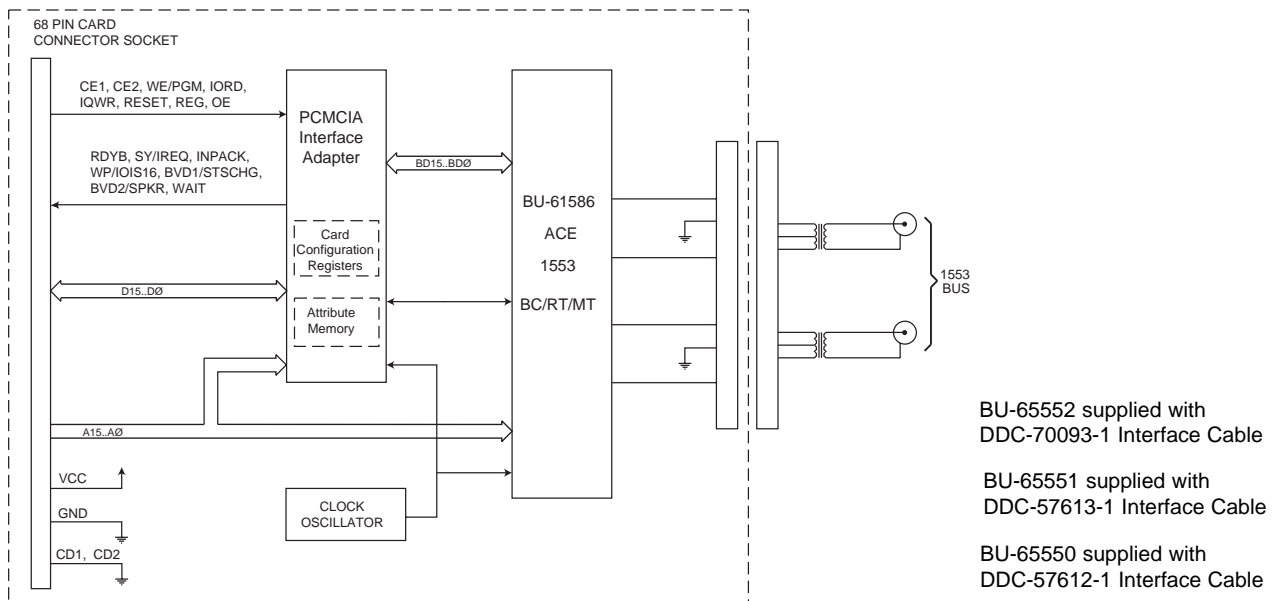 68 PIN CARD
CONNECTOR SOCKET
CE1, CE2, WE/PGM, IORD,
IQWR, RESET, REG, OE
RDYB, SY/IREQ, INPACK,
WP/IOIS16, BVD1/STSCHG,
BVD2/SPKR, WAIT
D15..DØ
A15..AØ
VCC
GND
CD1, CD2
PCMCIA
Interface
Adapter
Card
Configuration
Registers
Attribute
Memory
CLOCK
OSCILLATOR
BD15..BDØ
BU-61586
ACE
1553
BC/RT/MT
1553
BUS
BU-65552 supplied with
DDC-70093-1 Interface Cable
BU-65551 supplied with
DDC-57613-1 Interface Cable
BU-65550 supplied with
DDC-57612-1 Interface Cable